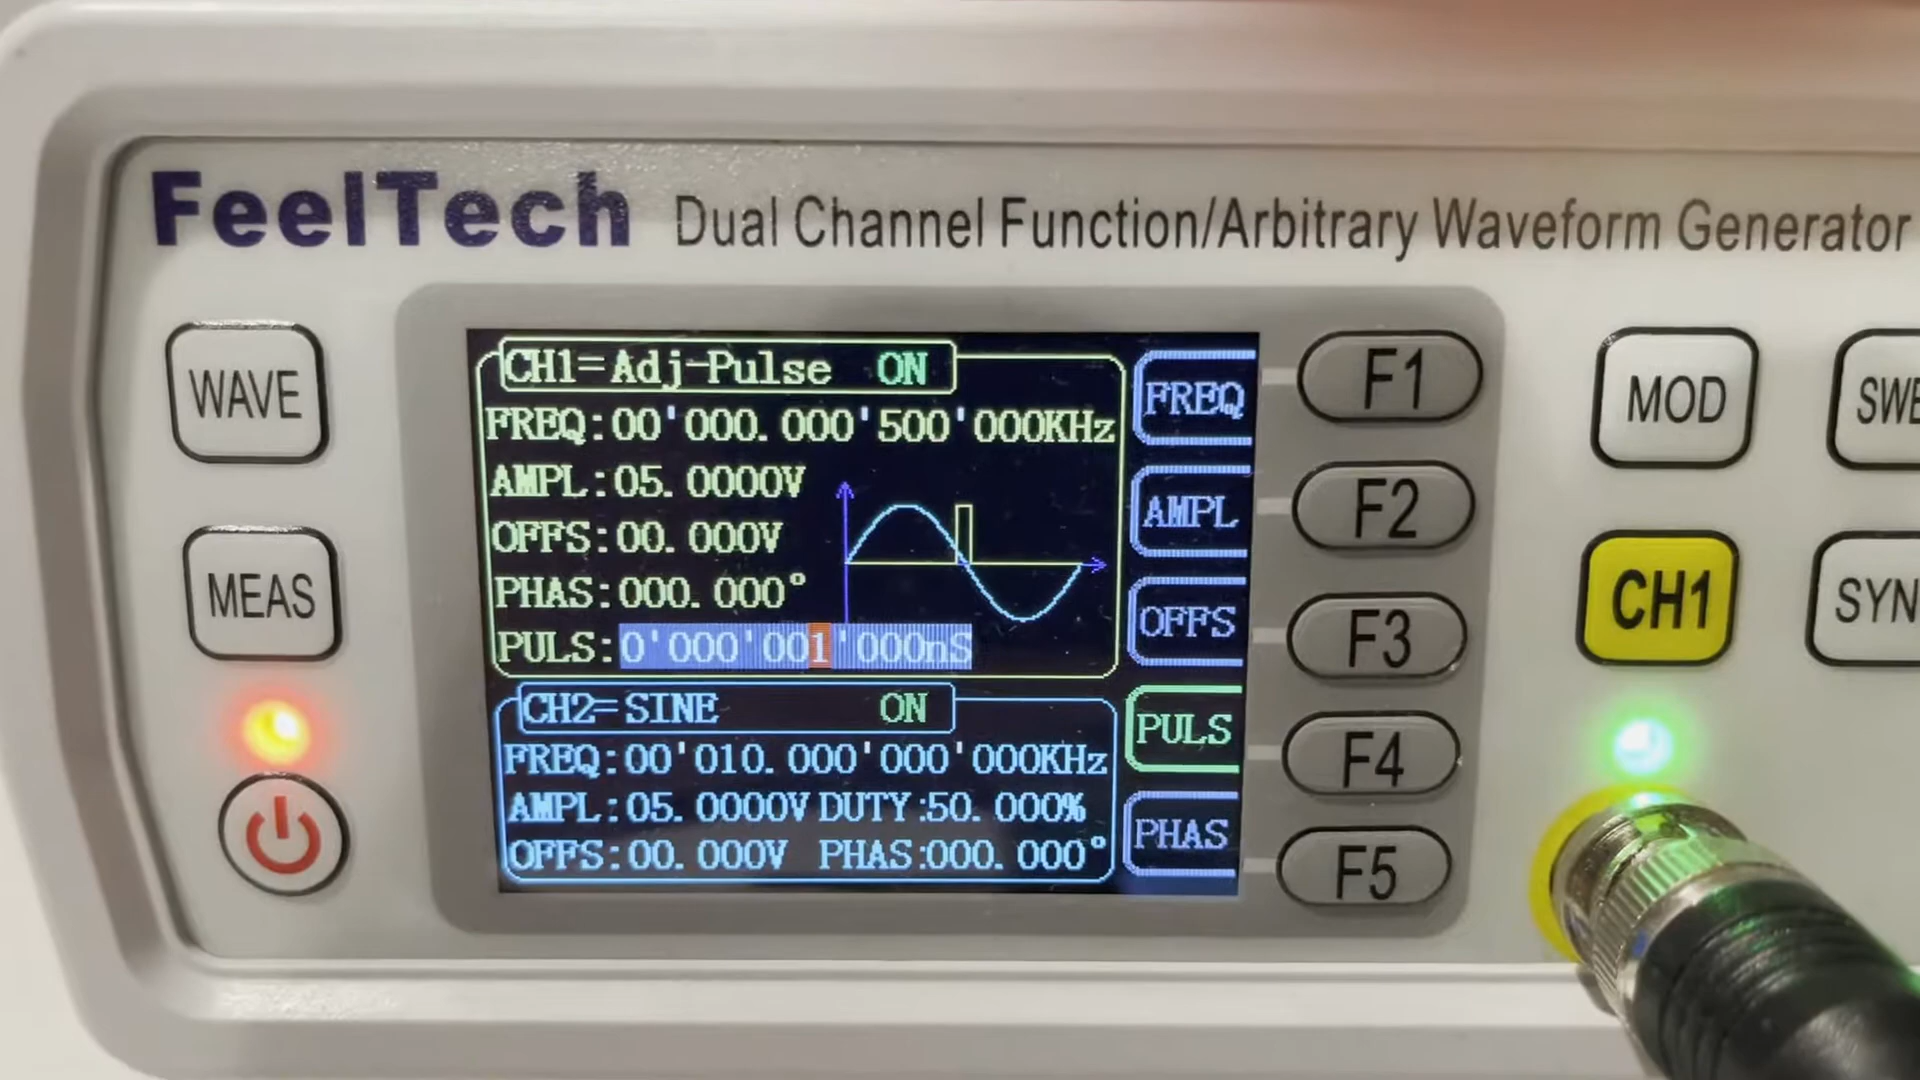 FeelTech Dual Channel Function/Arbitrary Waveform Generator
WAVE
MEAS
CH1=Adj-Pulse ON
FREQ:00'000.000'500'000KHz
AMPL:05.0000V
OFFS:00.000V
PHAS:000.000°
PULS:0'000'001'000nS
CH2=SINE ON
FREQ:00'010.000'000'000KHz
AMPL:05.0000V DUTY:50.000%
OFFS:00.000V PHAS:000.000°
FREQ
AMPL
OFFS
PULS
PHAS
F1
F2
F3
F4
F5
MOD
SWE
CH1
SYN